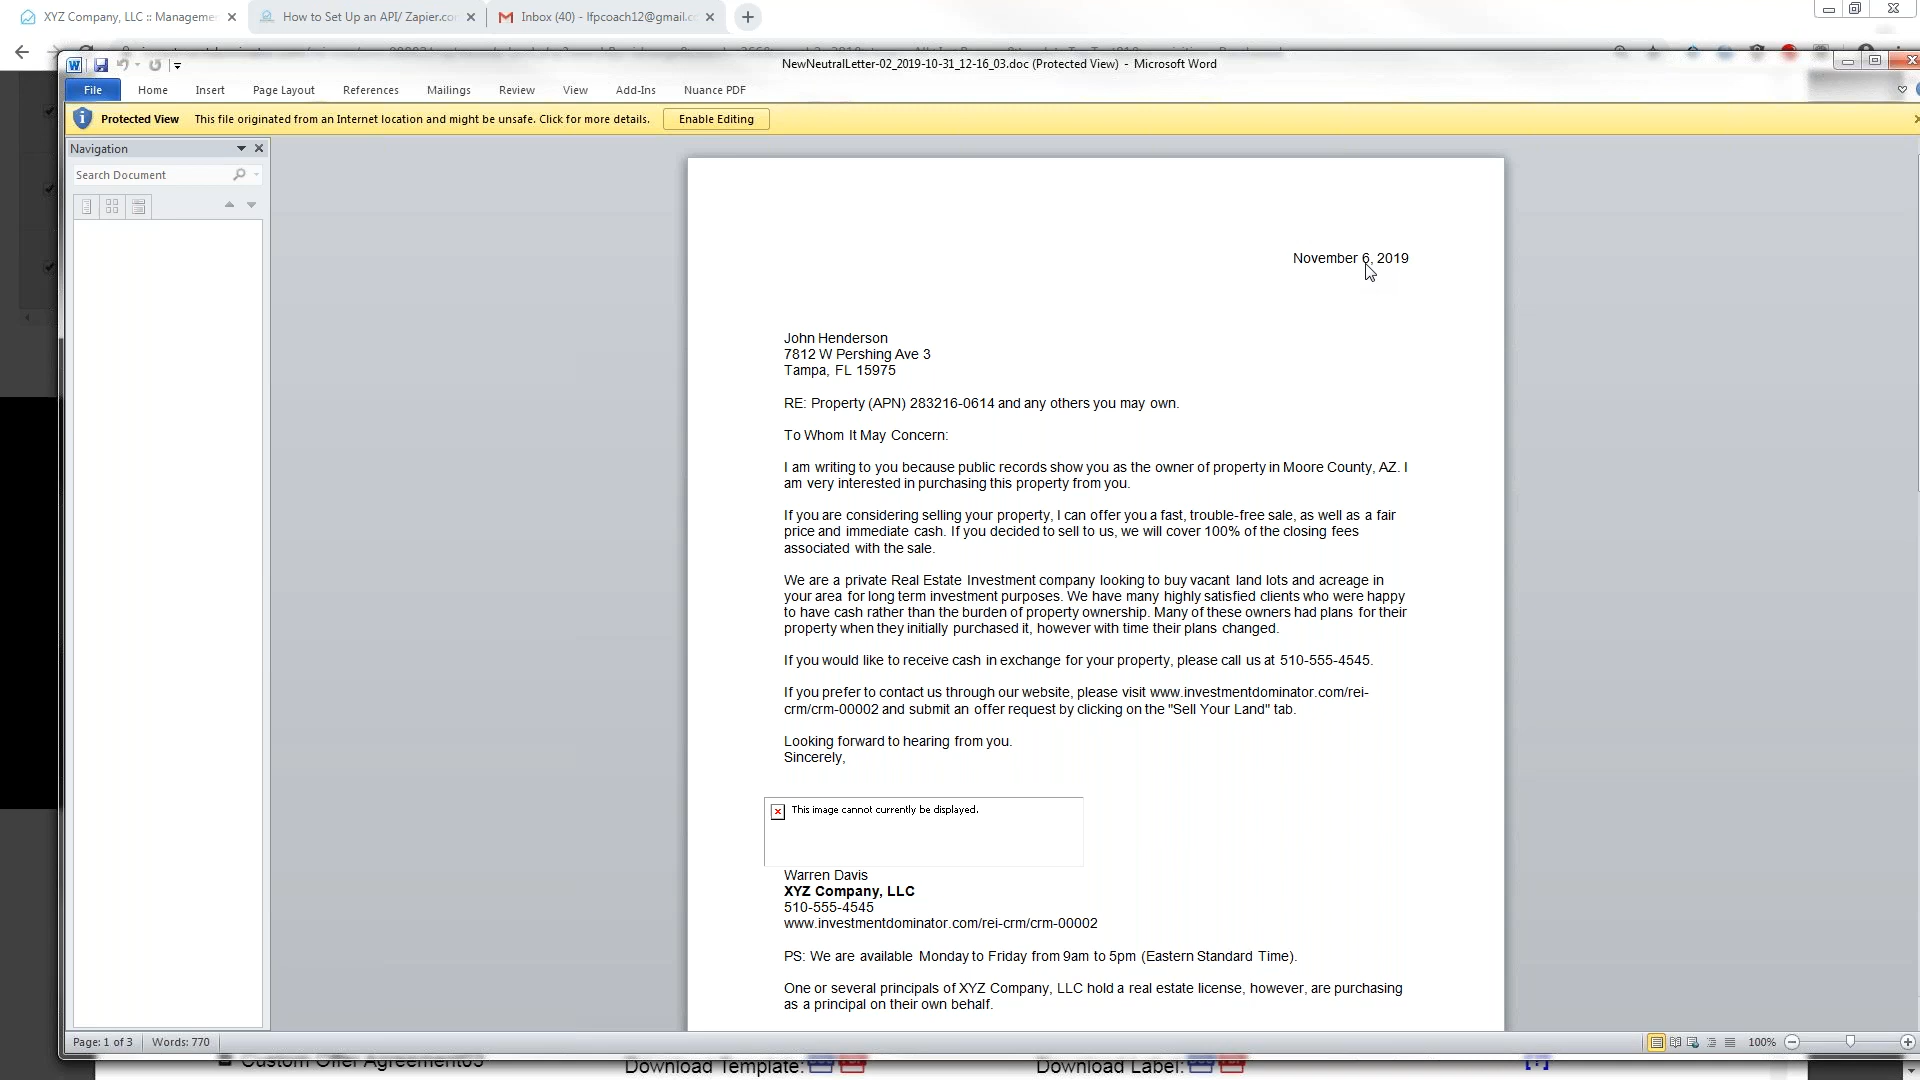 XYZ Company, LLC :: Managemen
How to Set Up an API/ Zapier.co
Inbox (40) - lfpcoach12@gmail.c
NewNeutralLetter-02_2019-10-31_12-16_03.doc (Protected View) - Microsoft Word
File Home Insert Page Layout References Mailings Review View Add-Ins Nuance PDF
Protected View This file originated from an Internet location and might be unsafe. Click for more details. Enable Editing
Navigation
Search Document
November 6, 2019
John Henderson
7812 W Pershing Ave 3
Tampa, FL 15975
RE: Property (APN) 283216-0614 and any others you may own.
To Whom It May Concern:
I am writing to you because public records show you as the owner of property in Moore County, AZ. I
am very interested in purchasing this property from you.
If you are considering selling your property, I can offer you a fast, trouble-free sale, as well as a fair
price and immediate cash. If you decided to sell to us, we will cover 100% of the closing fees
associated with the sale.
We are a private Real Estate Investment company looking to buy vacant land lots and acreage in
your area for long term investment purposes. We have many highly satisfied clients who were happy
to have cash rather than the burden of property ownership. Many of these owners had plans for their
property when they initially purchased it, however with time their plans changed.
If you would like to receive cash in exchange for your property, please call us at 510-555-4545.
If you prefer to contact us through our website, please visit www.investmentdominator.com/rei-
crm/crm-00002 and submit an offer request by clicking on the "Sell Your Land" tab.
Looking forward to hearing from you.
Sincerely,
This image cannot currently be displayed.
Warren Davis
XYZ Company, LLC
510-555-4545
www.investmentdominator.com/rei-crm/crm-00002
PS: We are available Monday to Friday from 9am to 5pm (Eastern Standard Time).
One or several principals of XYZ Company, LLC hold a real estate license, however, are purchasing
as a principal on their own behalf.
Page: 1 of 3 Words: 770
100%
Custom Offer Agreement03 Download Template: Download Label: [+]